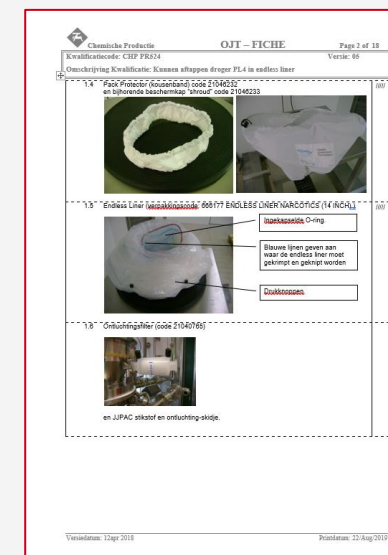 Chemische Productie
OJT – FICHE
Page 2 of 18
Kwalificatiecode: CHP PR624
Versie: 06
Omschrijving Kwalificatie: Kunnen aftappen droger PL4 in endless liner
1.4 Pack Protector (kousenband) code 21046232
en bijhorende beschermkap "shroud" code 21046233
1.5 Endless Liner (verpakkingscode: 666177 ENDLESS LINER NARCOTICS (14 INCH)
Ingekapselde O-ring.
Blauwe lijnen geven aan
waar de endless liner moet
gekrimpt en geknipt worden
Drukknoppen.
1.6 Ontluchtingsfilter (code 21040765)
en JJPAC stikstof en ontluchting-skidje.
Versiedatum: 12apr 2018
Printdatum: 22/Aug/2019